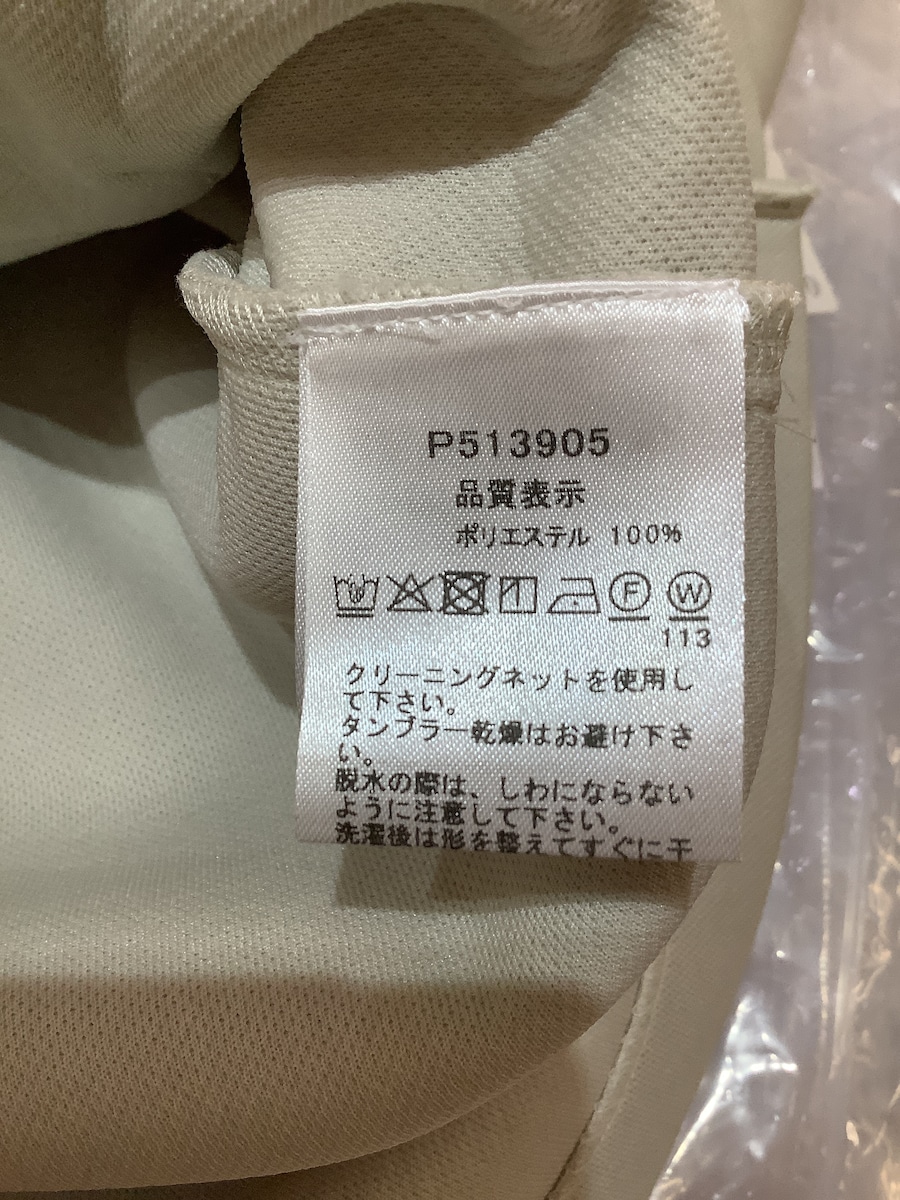 P513905
品質表示
ポリエステル 100%
F W
113
クリーニングネットを使用し
て下さい。
タンブラー乾燥はお避け下さ
い。
脱水の際は、しわにならない
ように注意して下さい。
洗濯後は形を整えてすぐに干